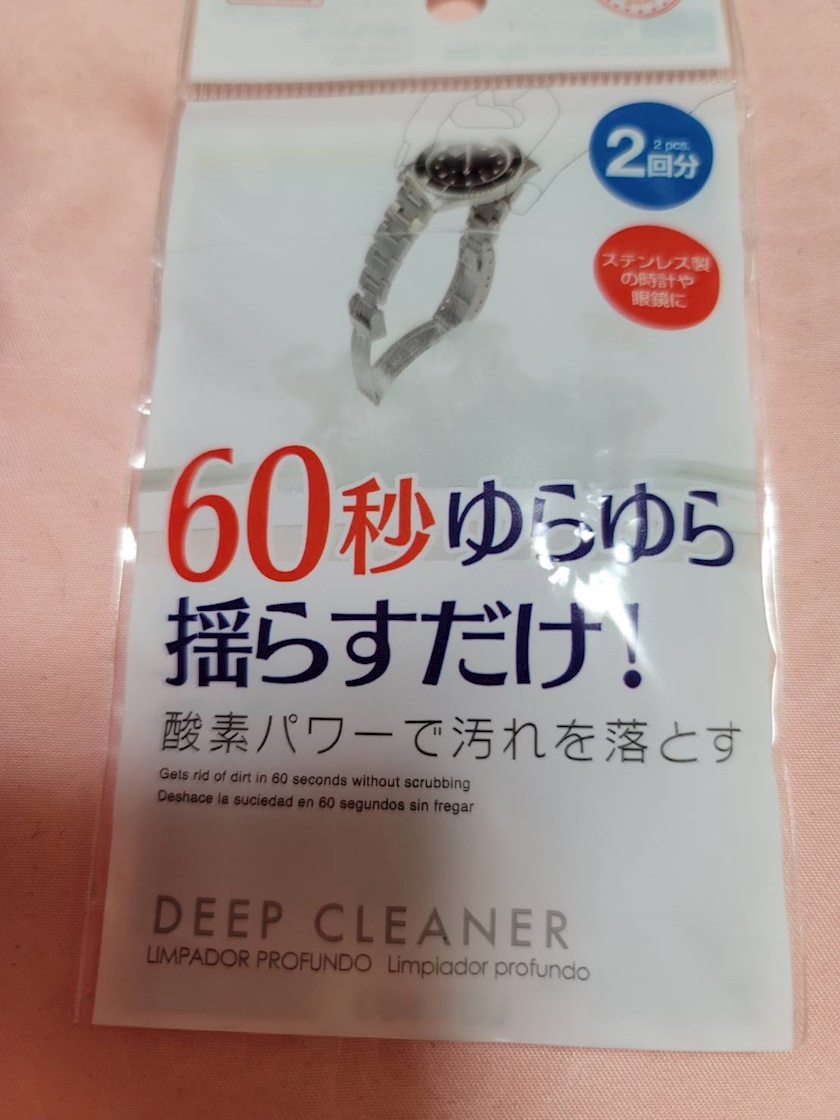 2 pcs.
2回分
ステンレス製
の時計や
眼鏡に
60秒ゆらゆら
揺らすだけ!
酸素パワーで汚れを落とす
Gets rid of dirt in 60 seconds without scrubbing
Deshace la suciedad en 60 segundos sin fregar
DEEP CLEANER
LIMPADOR PROFUNDO Limpiador profundo